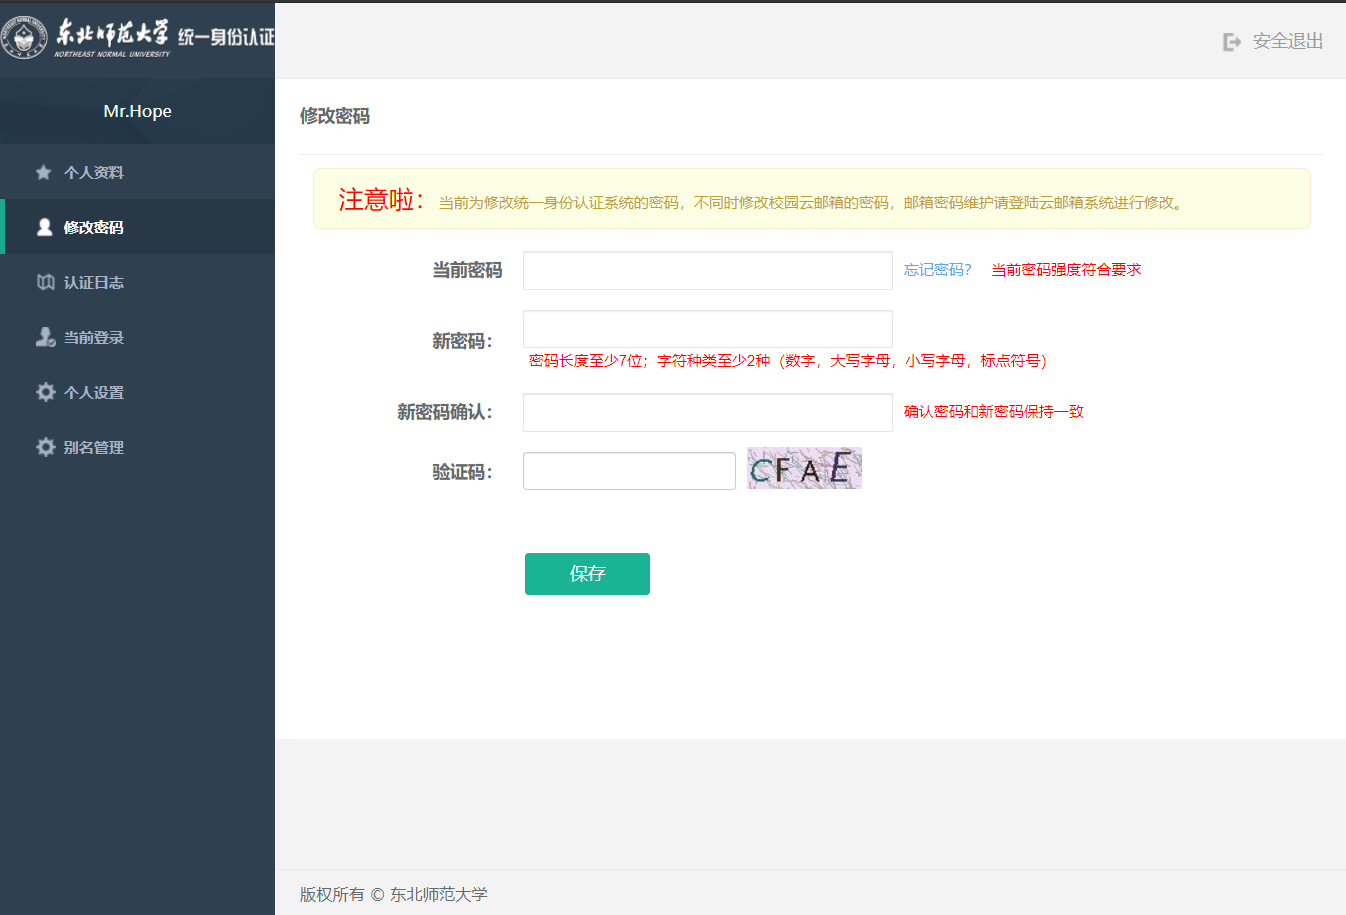 东北师范大学 统一身份认证
NORTHEAST NORMAL UNIVERSITY
安全退出
Mr.Hope
个人资料
修改密码
认证日志
当前登录
个人设置
别名管理
修改密码
注意啦：当前为修改统一身份认证系统的密码，不同时修改校园云邮箱的密码，邮箱密码维护请登陆云邮箱系统进行修改。
当前密码 忘记密码? 当前密码强度符合要求
新密码：
密码长度至少7位；字符种类至少2种（数字，大写字母，小写字母，标点符号）
新密码确认： 确认密码和新密码保持一致
验证码： CFAE
保存
版权所有 © 东北师范大学